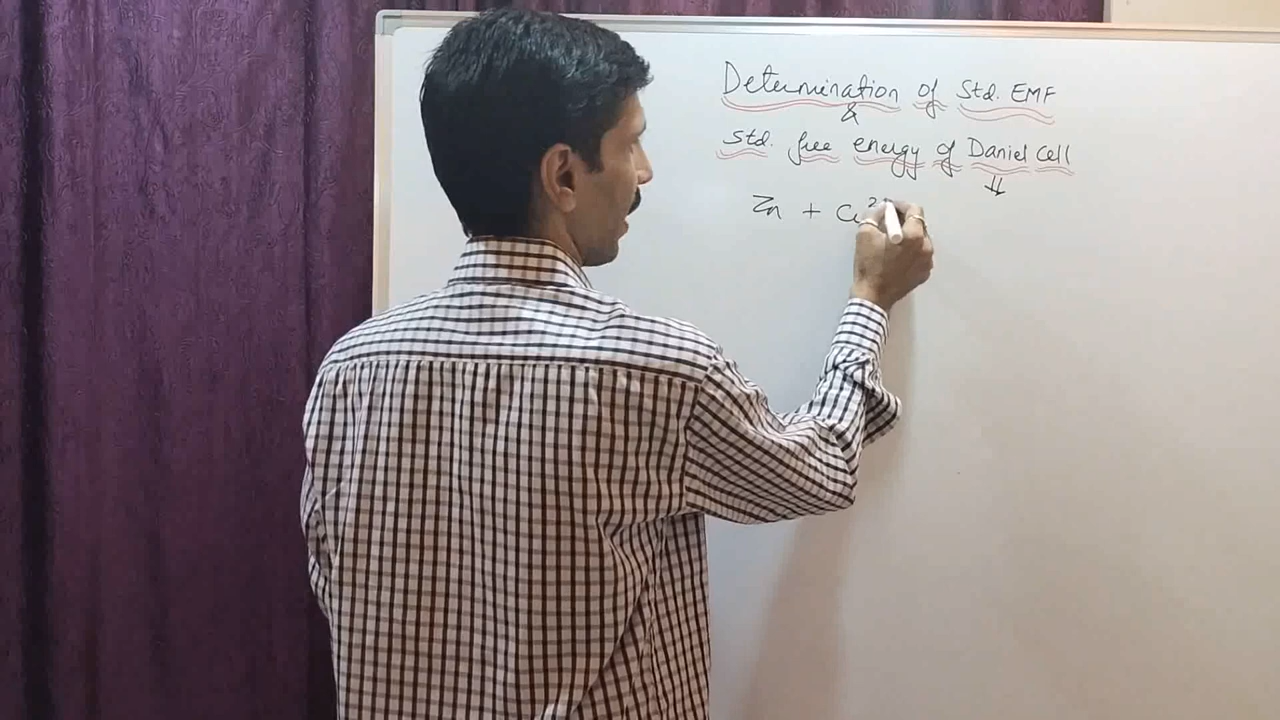 Determination of Std. EMF
&
Std. free energy of Daniel Cell
⇓
Zn + Cu²